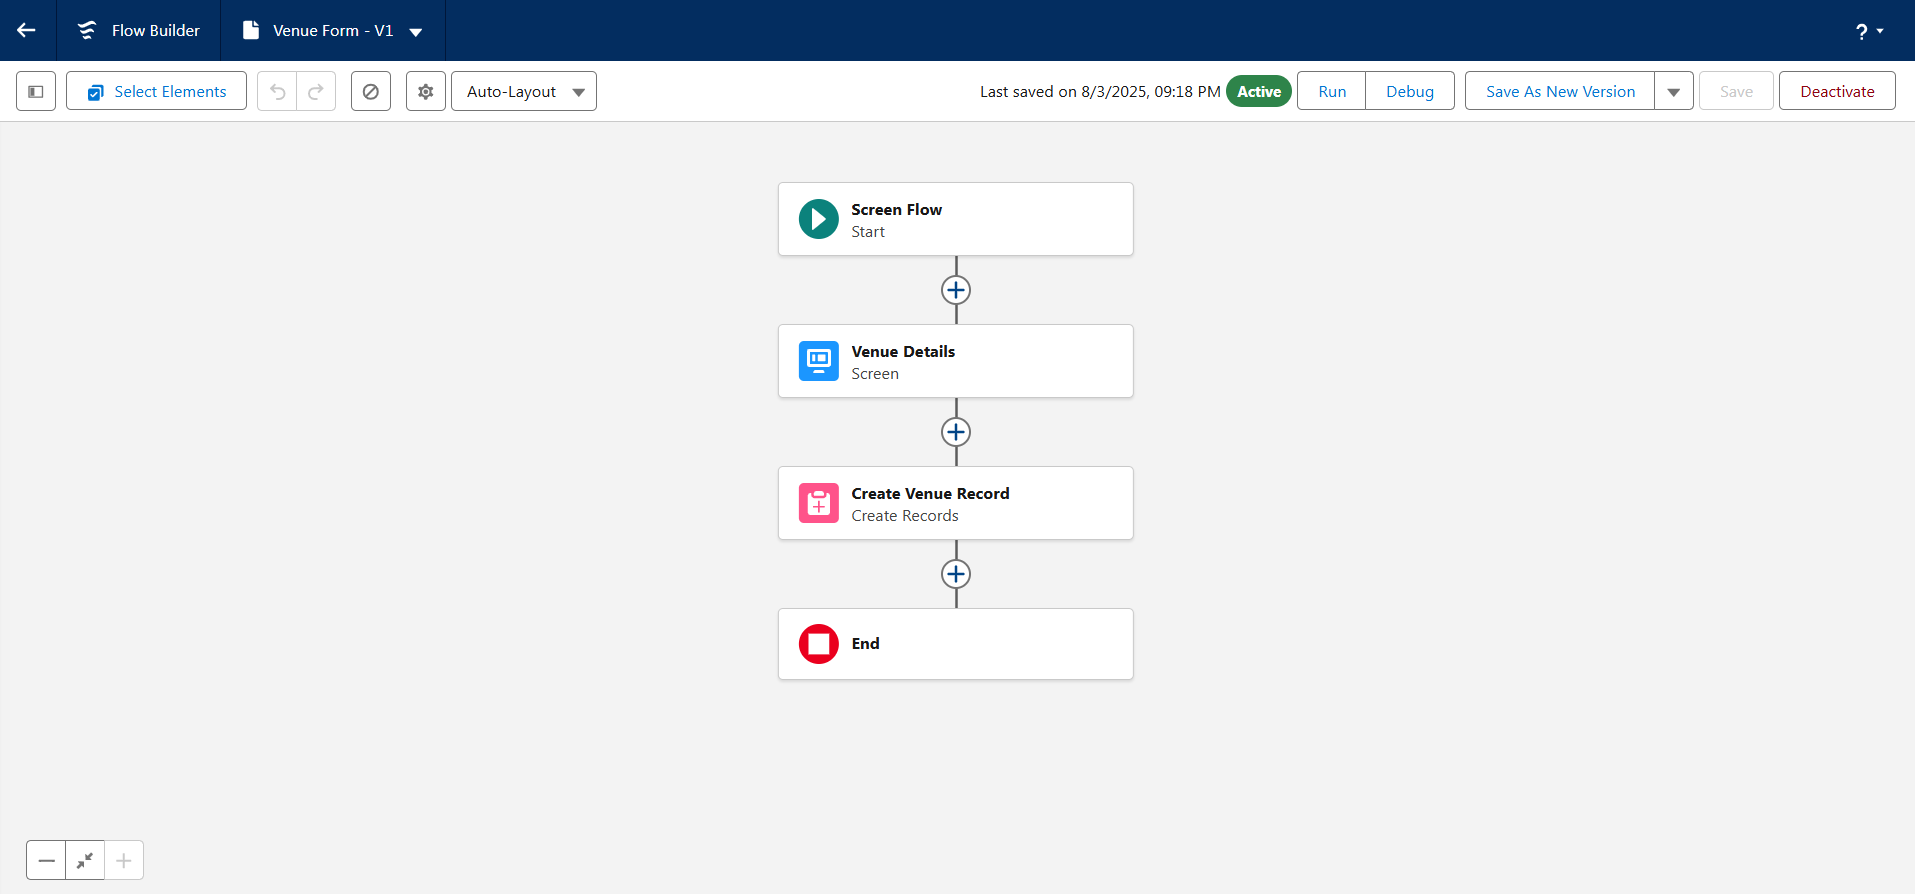 Flow Builder
Venue Form - V1
?
Select Elements
Auto-Layout
Last saved on 8/3/2025, 09:18 PM
Active
Run
Debug
Save As New Version
Save
Deactivate
Screen Flow
Start
Venue Details
Screen
Create Venue Record
Create Records
End